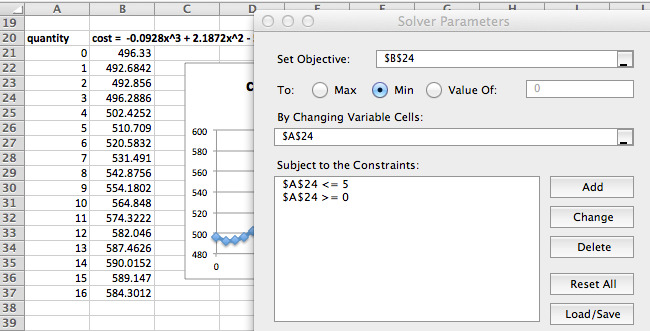 A B C D E F G H I
Solver Parameters
19
20 quantity cost = -0.0928x^3 + 2.1872x^2 -
21 0 496.33
22 1 492.6842
23 2 492.856
24 3 496.2886
25 4 502.4252
26 5 510.709
27 6 520.5832
28 7 531.491
29 8 542.8756
30 9 554.1802
31 10 564.848
32 11 574.3222
33 12 582.046
34 13 587.4626
35 14 590.0152
36 15 589.147
37 16 584.3012
38
39
600
580
560
540
520
500
480
0
Set Objective: $B$24
To: Max Min Value Of: 0
By Changing Variable Cells:
$A$24
Subject to the Constraints:
$A$24 <= 5
$A$24 >= 0
Add
Change
Delete
Reset All
Load/Save